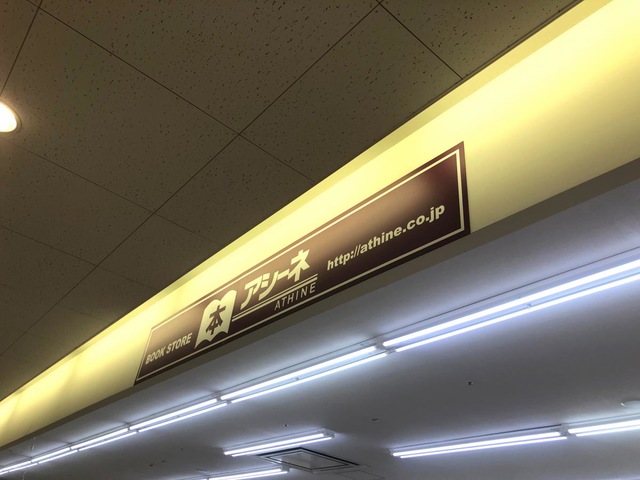 BOOK STORE
本
アシーネ
ATHINE
http://athine.co.jp